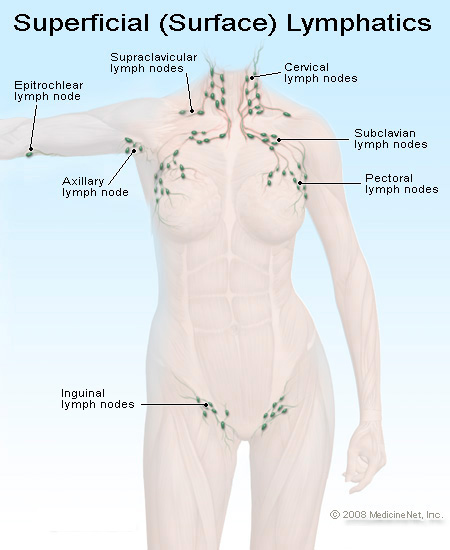 Superficial (Surface) Lymphatics
Supraclavicular
lymph nodes
Cervical
lymph nodes
Epitrochlear
lymph node
Subclavian
lymph nodes
Axillary
lymph node
Pectoral
lymph nodes
Inguinal
lymph nodes
© 2008 MedicineNet, Inc.